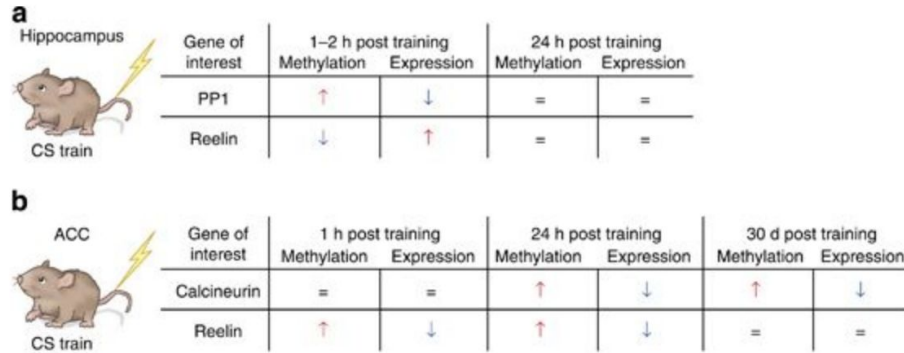 a
Hippocampus
CS train
Gene of interest 1–2 h post training 24 h post training
Methylation Expression Methylation Expression
PP1 ↑ ↓ = =
Reelin ↓ ↑ = =
b
ACC
CS train
Gene of interest 1 h post training 24 h post training 30 d post training
Methylation Expression Methylation Expression Methylation Expression
Calcineurin = = ↑ ↓ ↑ ↓
Reelin ↑ ↓ ↑ ↓ = =